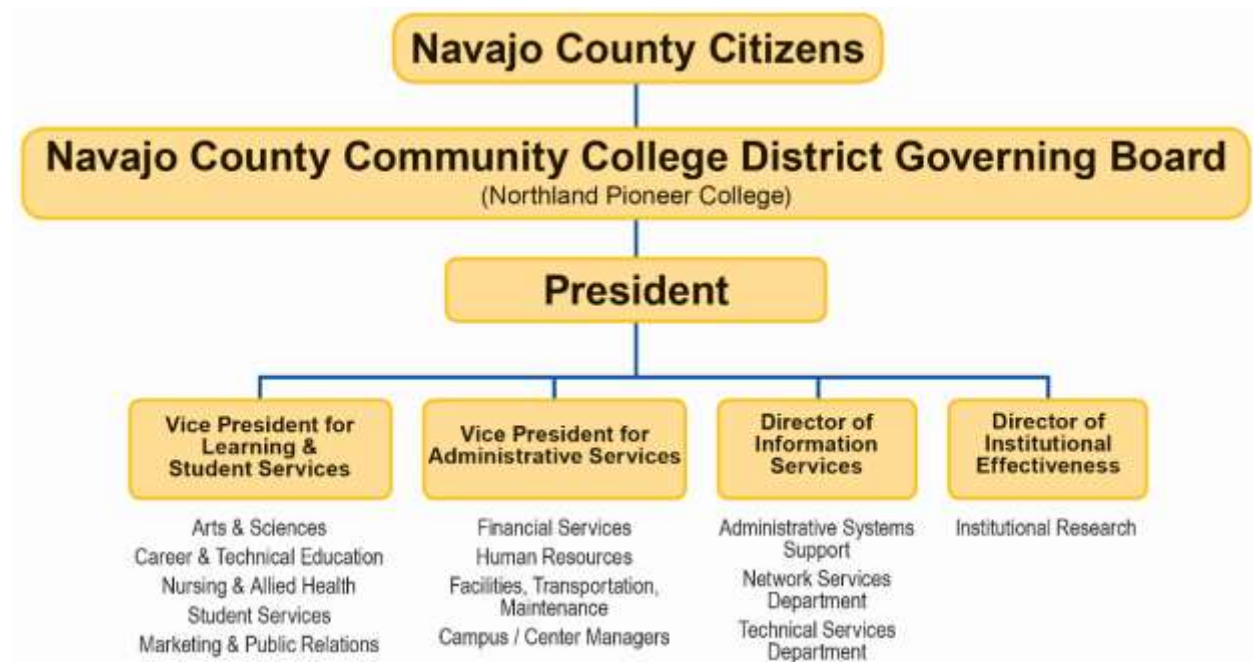 Navajo County Citizens
Navajo County Community College District Governing Board
(Northland Pioneer College)
President
Vice President for
Learning &
Student Services
Arts & Sciences
Career & Technical Education
Nursing & Allied Health
Student Services
Marketing & Public Relations
Vice President for
Administrative Services
Financial Services
Human Resources
Facilities, Transportation,
Maintenance
Campus / Center Managers
Director of
Information
Services
Administrative Systems
Support
Network Services
Department
Technical Services
Department
Director of
Institutional
Effectiveness
Institutional Research